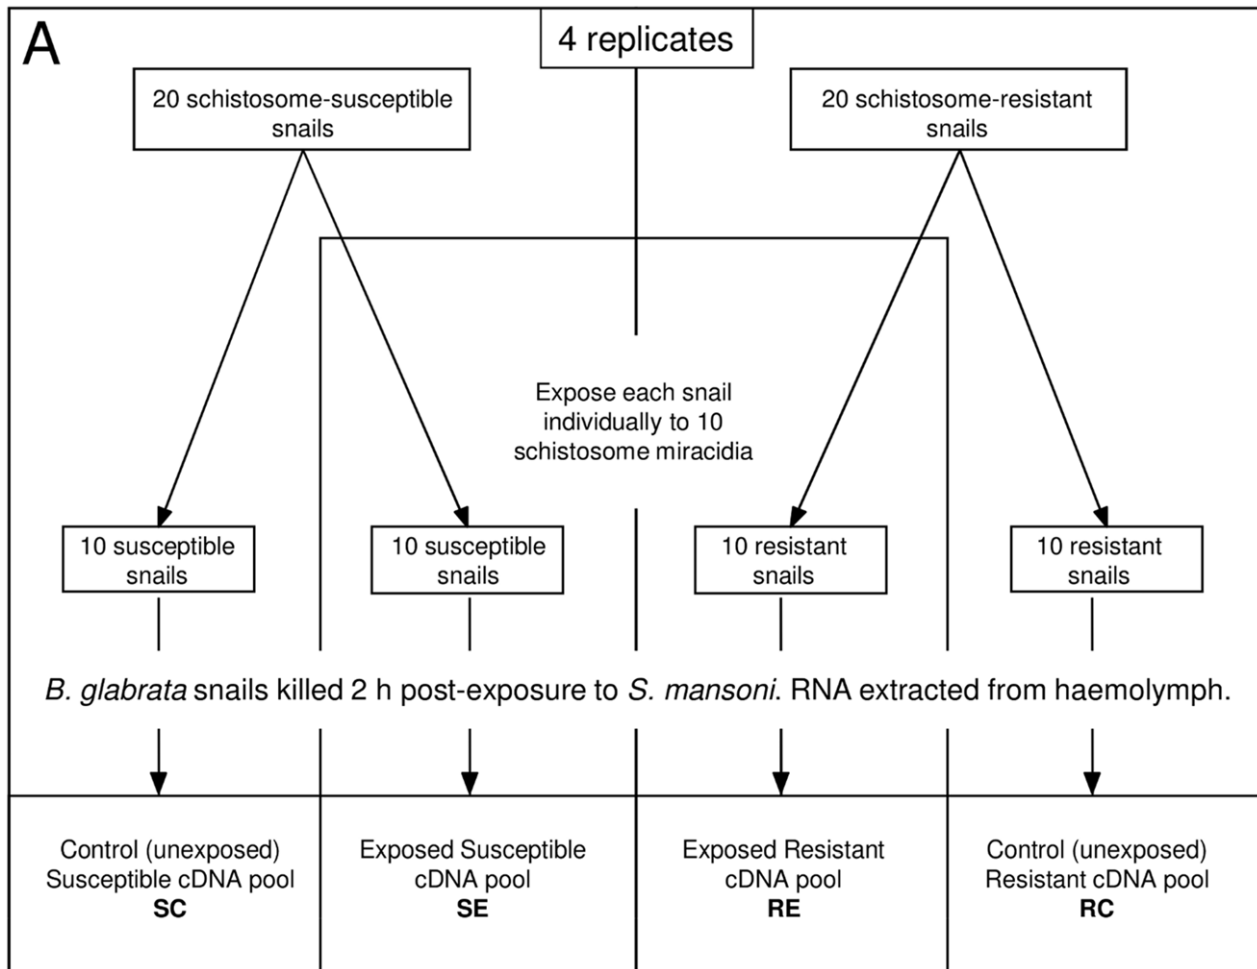 A
4 replicates
20 schistosome-susceptible
snails
20 schistosome-resistant
snails
Expose each snail
individually to 10
schistosome miracidia
10 susceptible
snails
10 susceptible
snails
10 resistant
snails
10 resistant
snails
B. glabrata snails killed 2 h post-exposure to S. mansoni. RNA extracted from haemolymph.
Control (unexposed)
Susceptible cDNA pool
SC
Exposed Susceptible
cDNA pool
SE
Exposed Resistant
cDNA pool
RE
Control (unexposed)
Resistant cDNA pool
RC